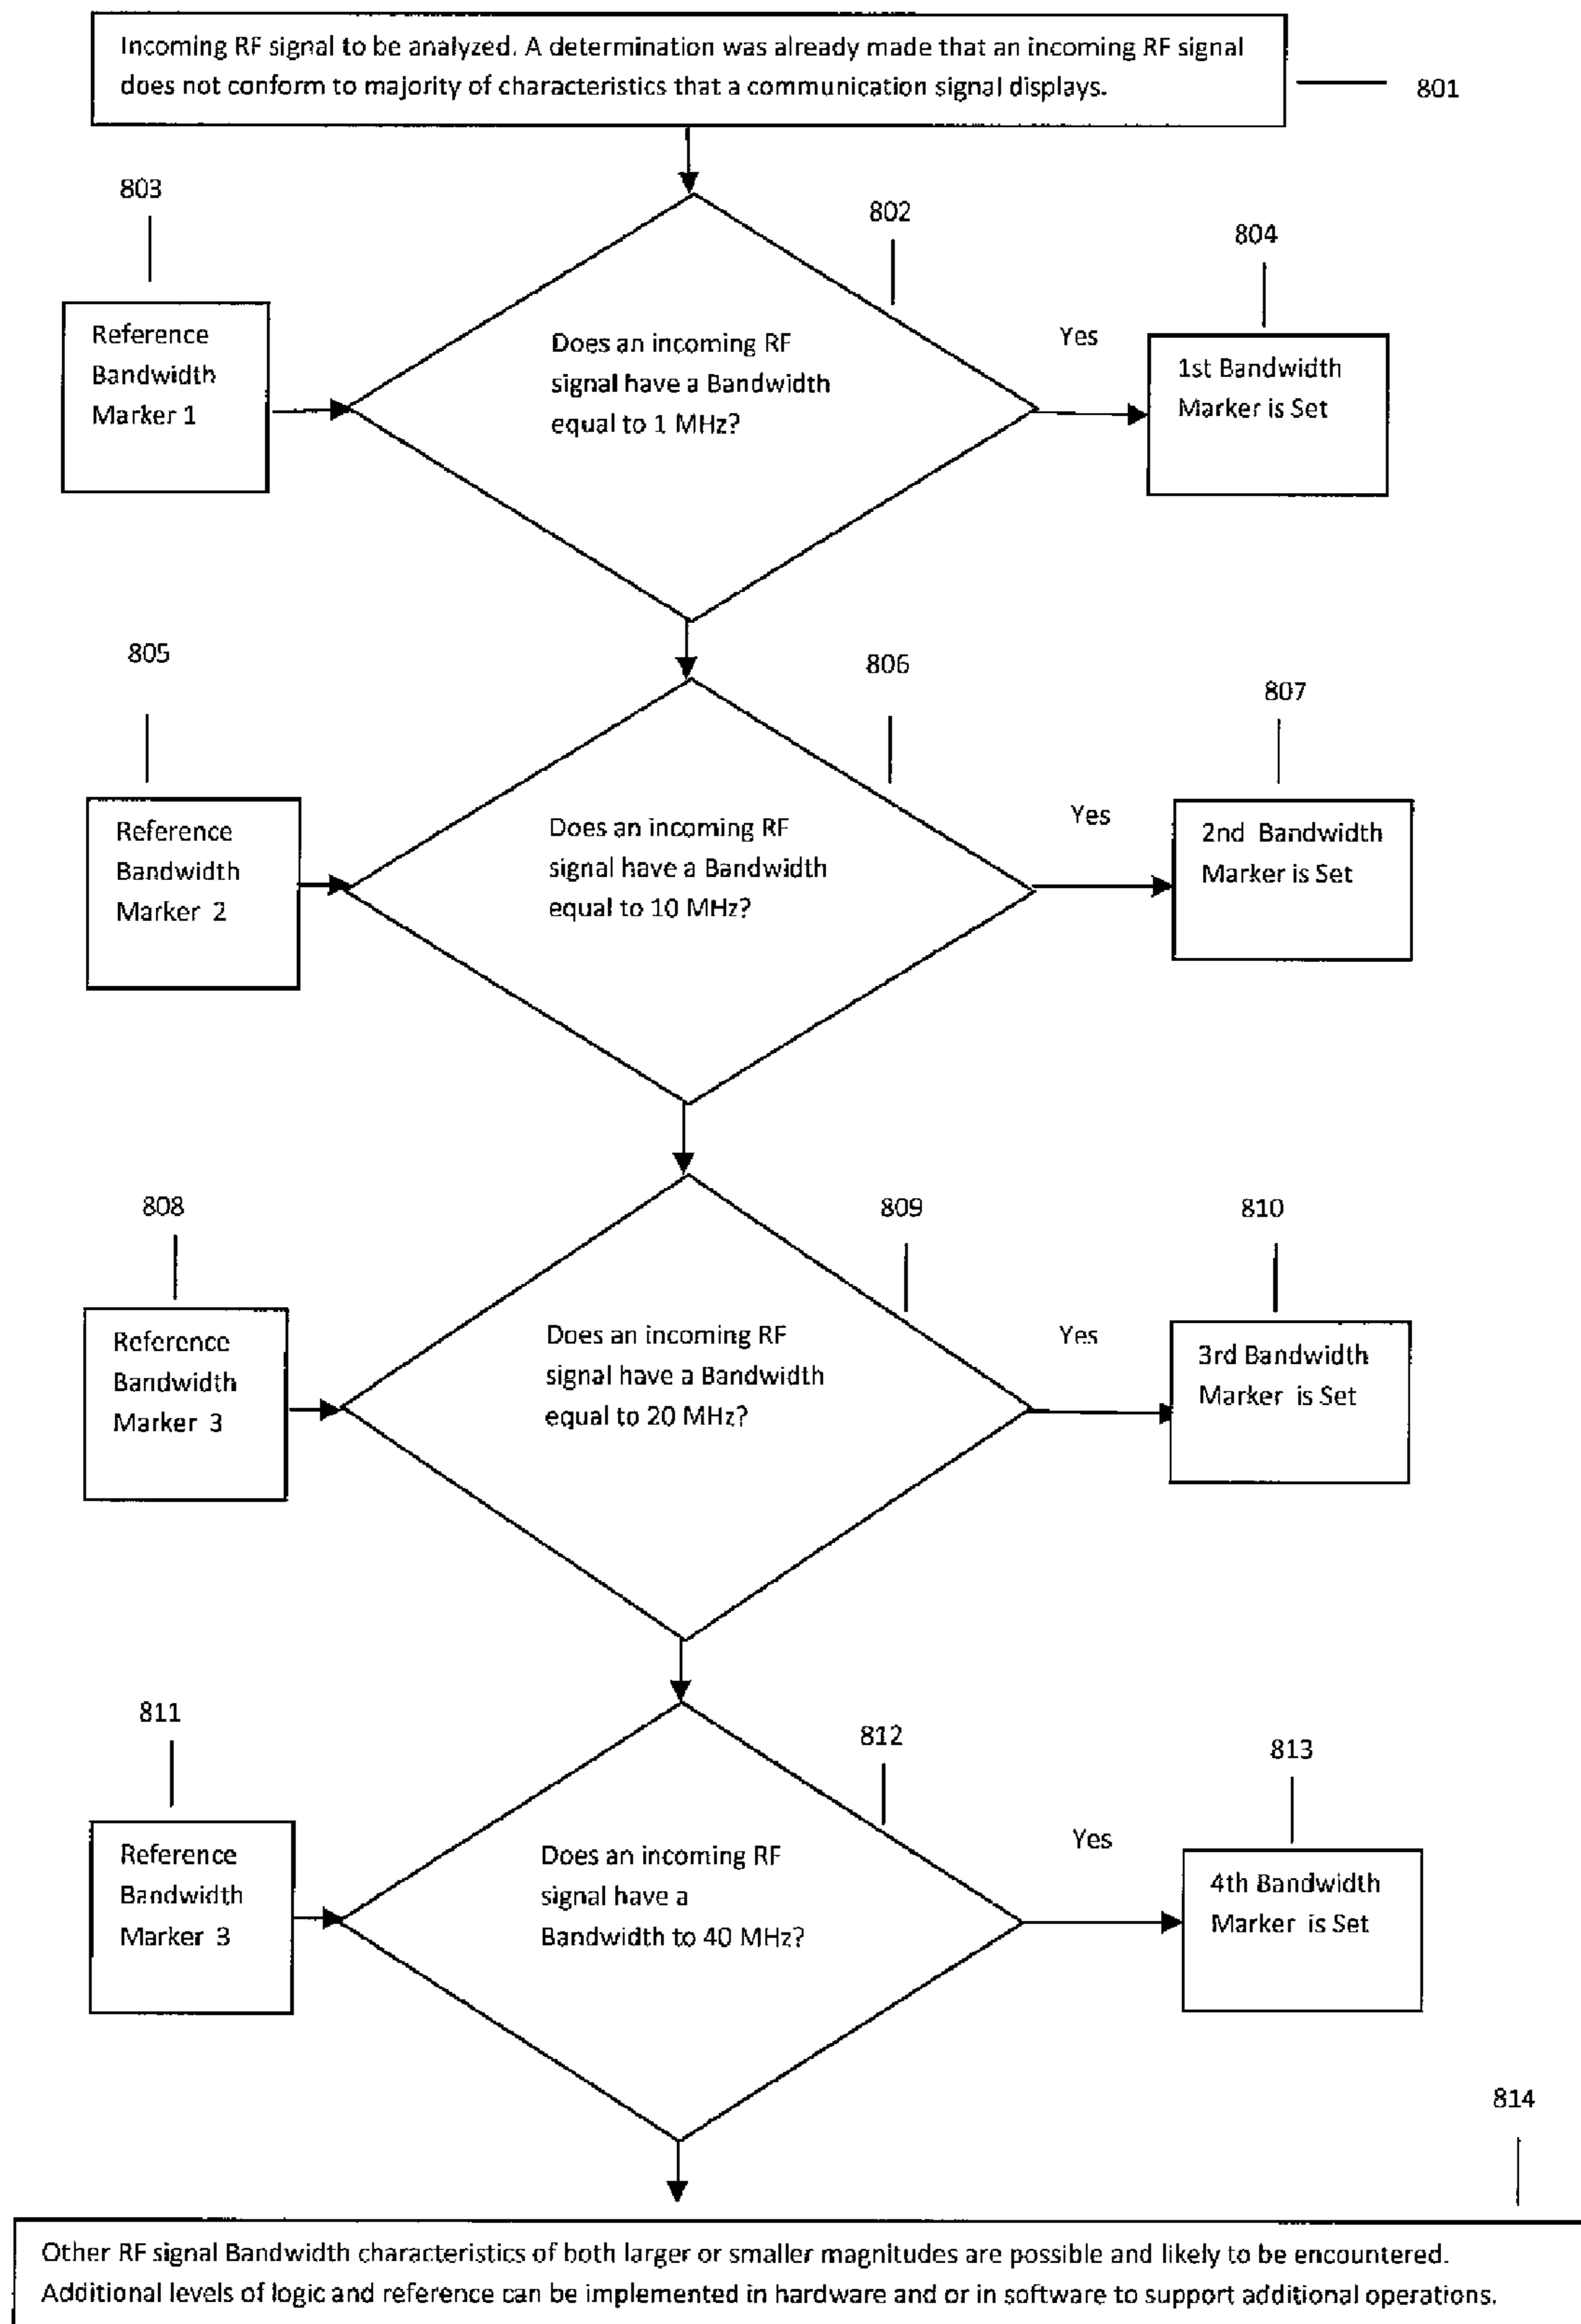 Incoming RF signal to be analyzed. A determination was already made that an incoming RF signal
does not conform to majority of characteristics that a communication signal displays.
801
803
802
804
Reference
Bandwidth
Marker 1
Does an incoming RF
signal have a Bandwidth
equal to 1 MHz?
Yes
1st Bandwidth
Marker is Set
805
806
807
Reference
Bandwidth
Marker 2
Does an incoming RF
signal have a Bandwidth
equal to 10 MHz?
Yes
2nd Bandwidth
Marker is Set
808
809
810
Reference
Bandwidth
Marker 3
Does an incoming RF
signal have a Bandwidth
equal to 20 MHz?
Yes
3rd Bandwidth
Marker is Set
811
812
813
Reference
Bandwidth
Marker 3
Does an incoming RF
signal have a
Bandwidth to 40 MHz?
Yes
4th Bandwidth
Marker is Set
814
Other RF signal Bandwidth characteristics of both larger or smaller magnitudes are possible and likely to be encountered.
Additional levels of logic and reference can be implemented in hardware and or in software to support additional operations.